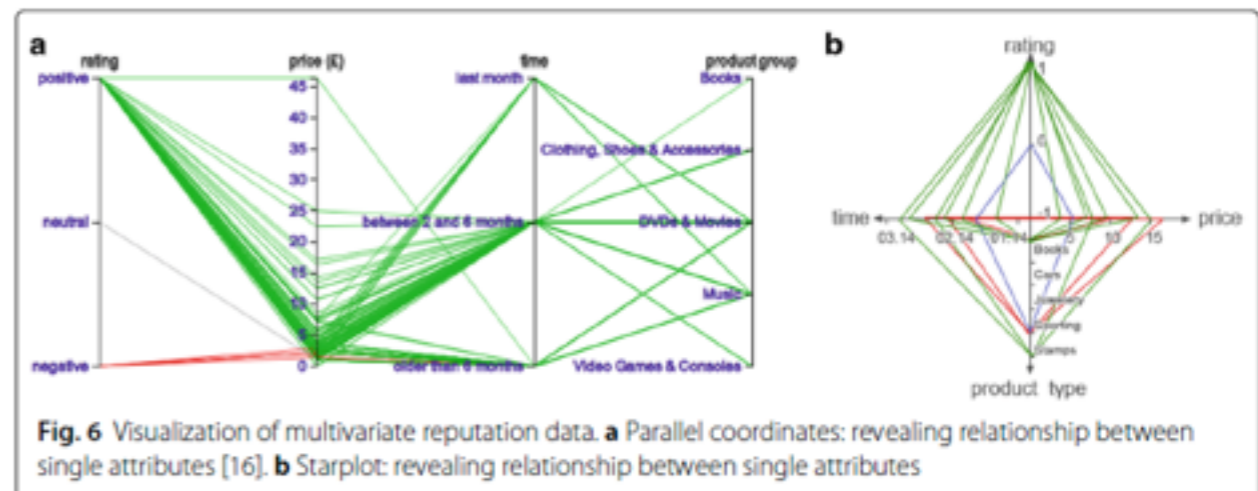 a
b
rating
price (£)
time
product group
rating
positive
45
last month
Books
1
40
35
Clothing, Shoes & Accessories
0
30
neutral
25
between 2 and 6 months
DVDs & Movies
20
-1
time
price
03.14
02.14
01.14
5
10
15
15
Books
10
Music
Cars
5
Jewelry
Sporting
negative
0
older than 6 months
Video Games & Consoles
Stamps
product type
Fig. 6 Visualization of multivariate reputation data. a Parallel coordinates: revealing relationship between
single attributes [16]. b Starplot: revealing relationship between single attributes